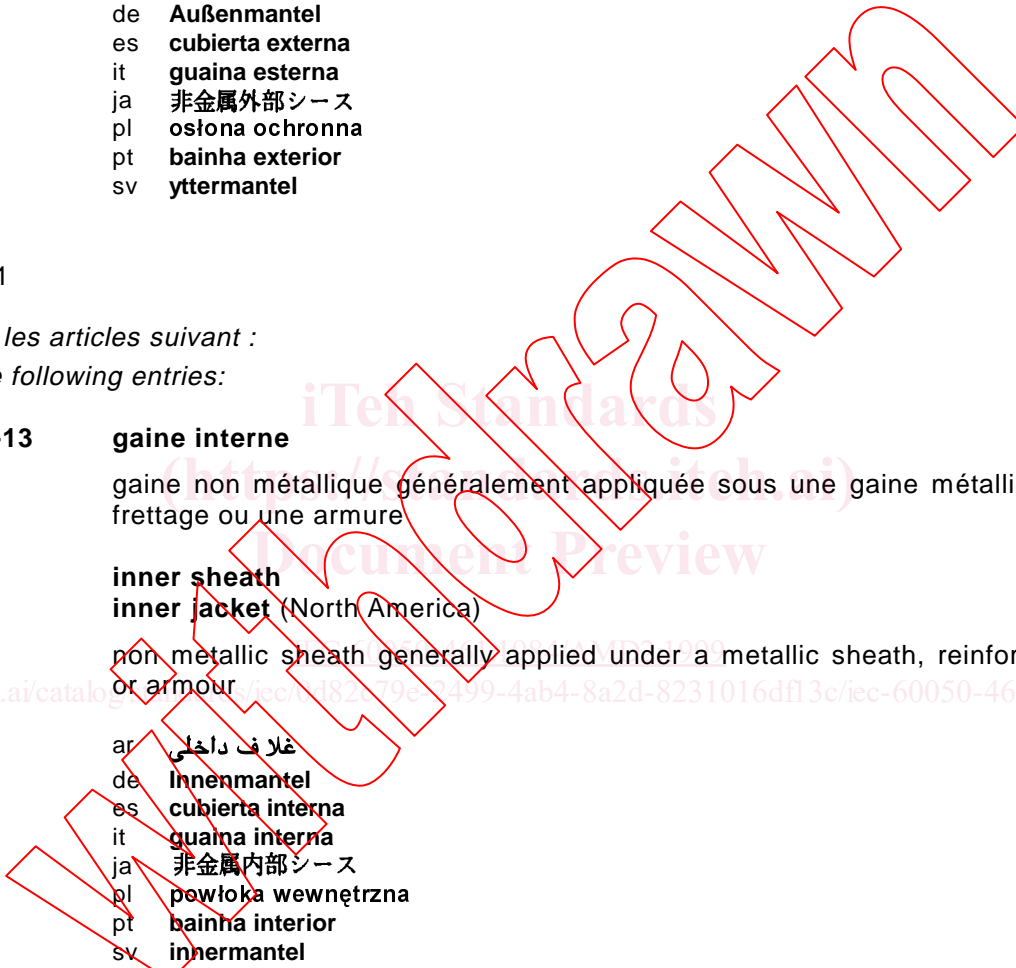 de Außenmantel
es cubierta externa
it guaina esterna
ja 非金属外部シース
pl osłona ochronna
pt bainha exterior
sv yttermantel
1
les articles suivant :
following entries:
iTeh Standards
-13 gaine interne
(https://standards.iteh.ai)
gaine non métallique généralement appliquée sous une gaine métalli
frettage ou une armure
Document Preview
inner sheath
inner jacket (North America)
non metallic sheath generally applied under a metallic sheath, reinfor
or armour
.ai/catalog/standards/iec/0d82c79e-2499-4ab4-8a2d-8231016df13c/iec-60050-46
ar غلاف داخلى
de Innenmantel
es cubierta interna
it guaina interna
ja 非金属内部シース
pl powłoka wewnętrzna
pt bainha interior
sv innermantel
withdrawn